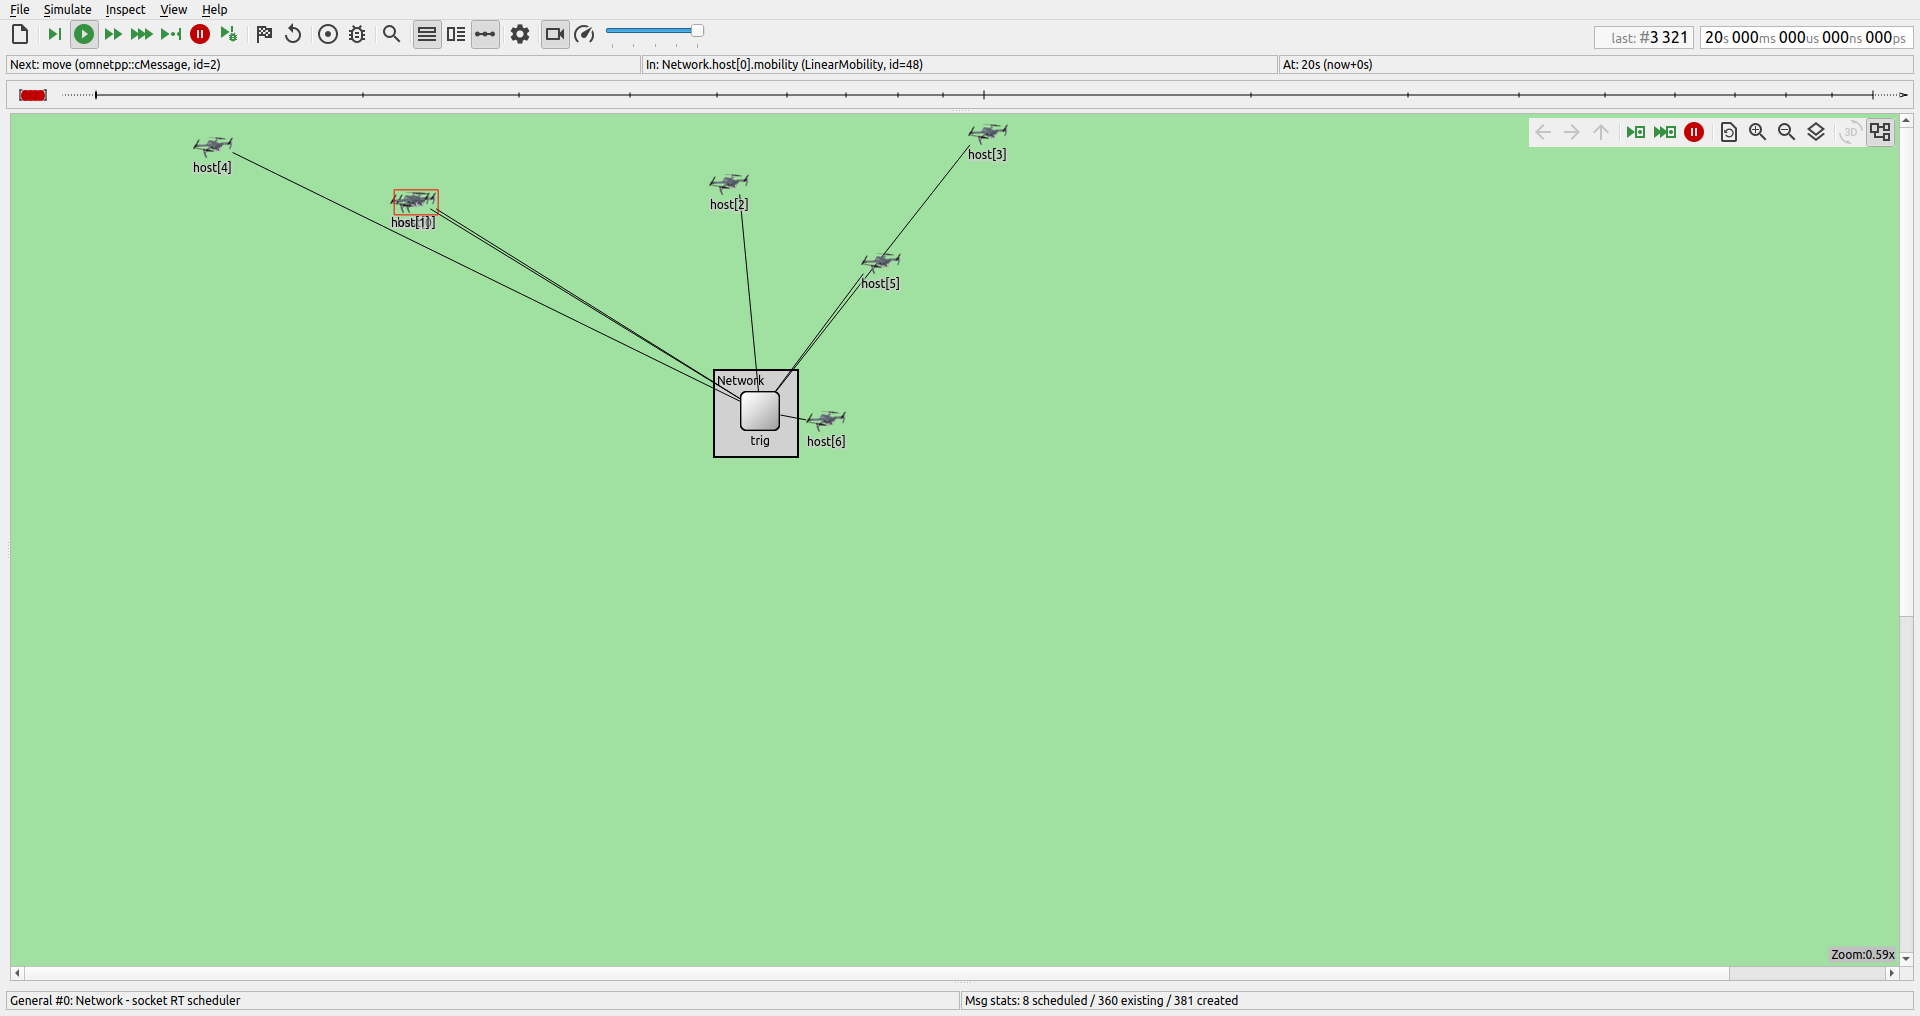 File Simulate Inspect View Help
last: #3 321
20s 000ms 000us 000ns 000ps
Next: move (omnetpp::cMessage, id=2)
In: Network.host[0].mobility (LinearMobility, id=48)
At: 20s (now+0s)
host[4]
host[3]
3D
host[2]
host[1]
host[5]
Network
trig
host[6]
Zoom:0.59x
General #0: Network - socket RT scheduler
Msg stats: 8 scheduled / 360 existing / 381 created